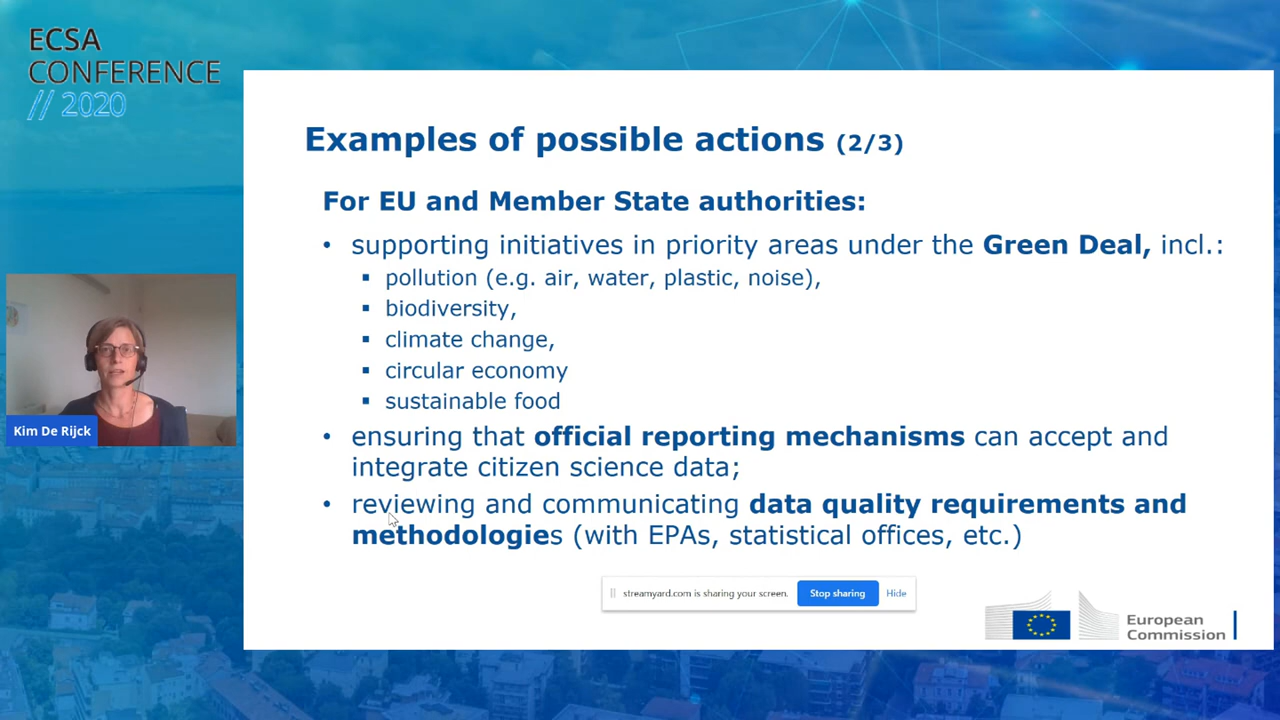 ECSA
CONFERENCE
// 2020
Examples of possible actions (2/3)
For EU and Member State authorities:
• supporting initiatives in priority areas under the Green Deal, incl.:
▪ pollution (e.g. air, water, plastic, noise),
▪ biodiversity,
▪ climate change,
▪ circular economy
▪ sustainable food
• ensuring that official reporting mechanisms can accept and
integrate citizen science data;
• reviewing and communicating data quality requirements and
methodologies (with EPAs, statistical offices, etc.)
Kim De Rijck
streamyard.com is sharing your screen. Stop sharing Hide
European
Commission